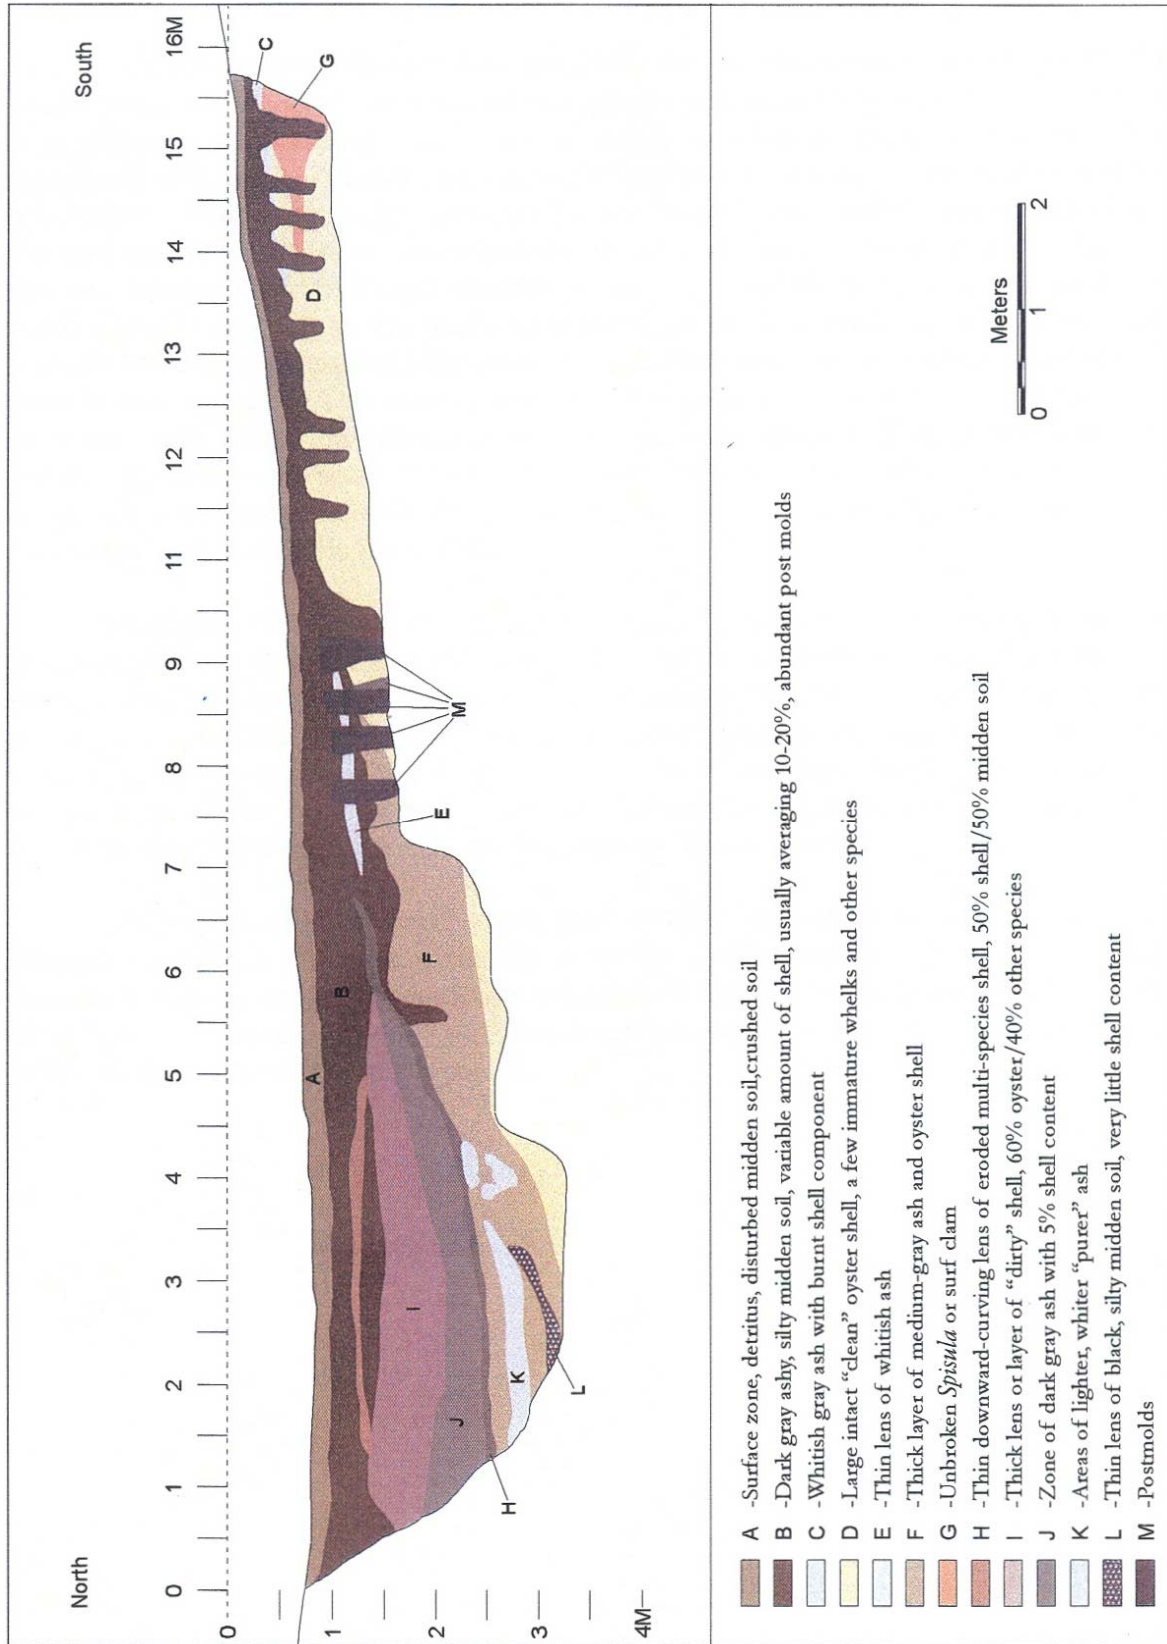 North
South
0 1 2 3 4 5 6 7 8 9 11 12 13 14 15 16M
0
1
2
3
4M
A
B
C
D
E
F
G
H
I
J
K
L
M
Meters
0 1 2
A -Surface zone, detritus, disturbed midden soil,crushed soil
B -Dark gray ashy, silty midden soil, variable amount of shell, usually averaging 10-20%, abundant post molds
C -Whitish gray ash with burnt shell component
D -Large intact “clean” oyster shell, a few immature whelks and other species
E -Thin lens of whitish ash
F -Thick layer of medium-gray ash and oyster shell
G -Unbroken Spisula or surf clam
H -Thin downward-curving lens of eroded multi-species shell, 50% shell/50% midden soil
I -Thick lens or layer of “dirty” shell, 60% oyster/40% other species
J -Zone of dark gray ash with 5% shell content
K -Areas of lighter, whiter “purer” ash
L -Thin lens of black, silty midden soil, very little shell content
M -Postmolds